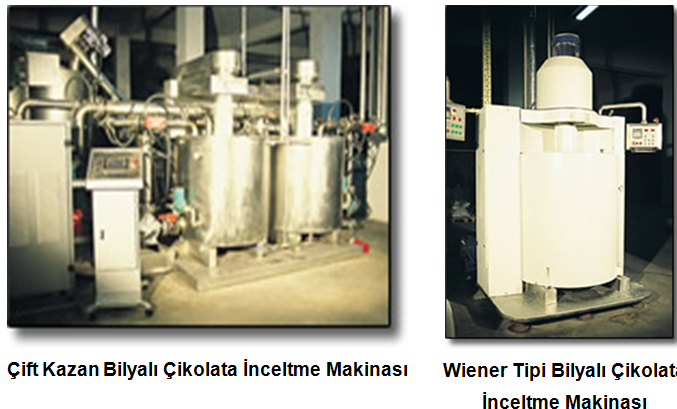 Çift Kazan Bilyalı Çikolata İnceltme Makinası
Wiener Tipi Bilyalı Çikolata
İnceltme Makinası